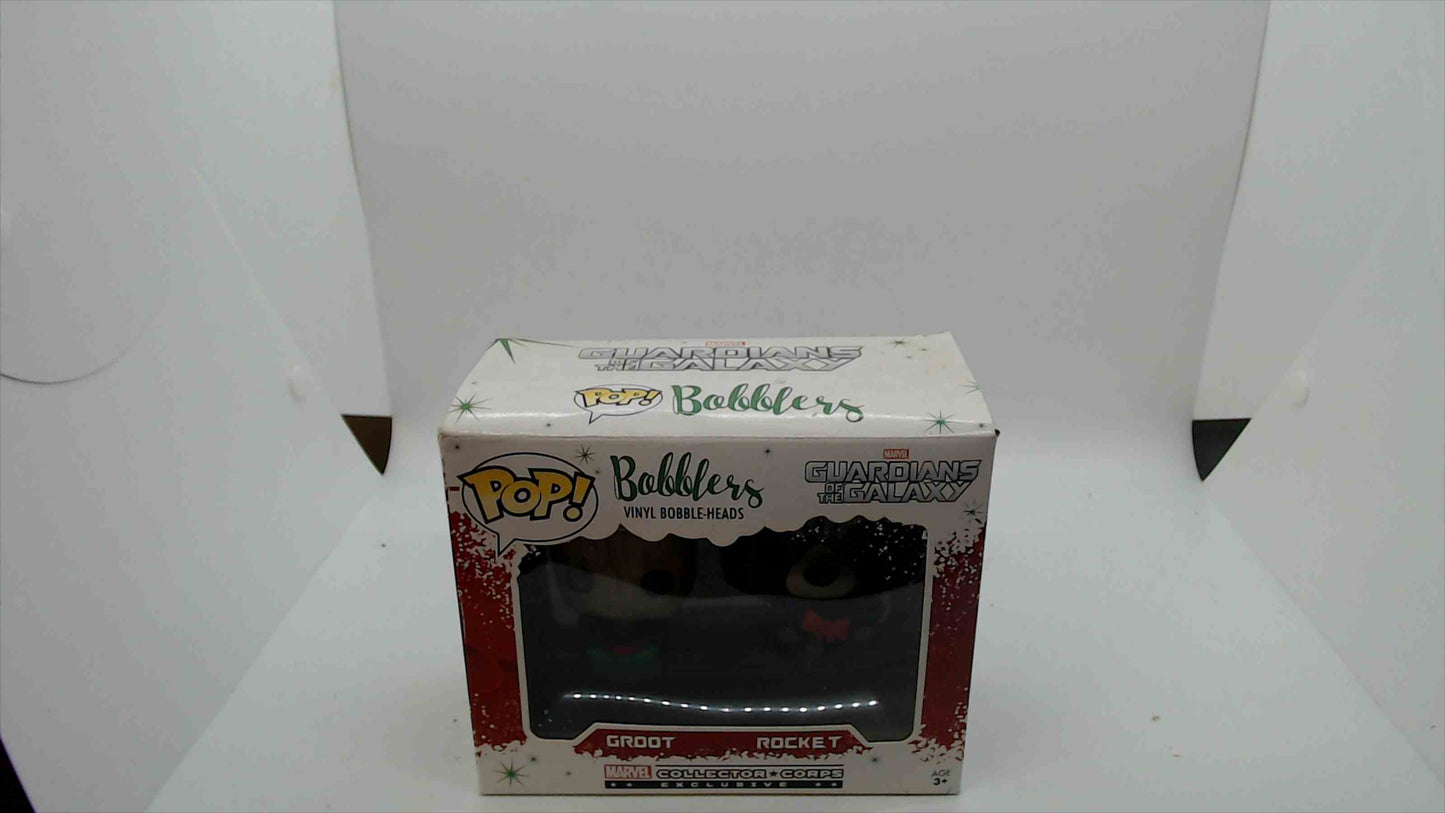 MARVEL
GUARDIANS
OF THE GALAXY
POP! Bobblers
POP!
Bobblers
VINYL BOBBLE-HEADS
MARVEL
GUARDIANS
OF THE GALAXY
GROOT ROCKET
MARVEL COLLECTOR CORPS
EXCLUSIVE
AGE
3+